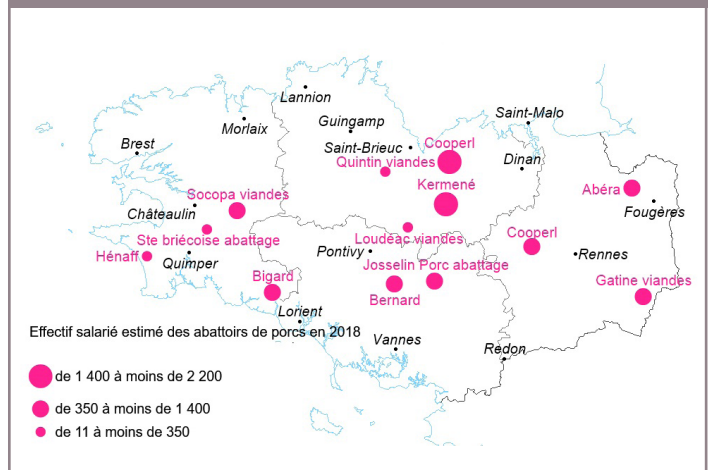 Lannion
Saint-Malo
Guingamp
Morlaix
Cooperl
Brest
Saint-Brieuc
Quintin viandes
Dinan
Kermené
Abéra
Socopa viandes
Châteaulin
Fougères
Cooperl
Ste briécoise abattage
Loudéac viandes
Pontivy
Hénaff
Rennes
Quimper
Josselin Porc abattage
Bigard
Gatine viandes
Bernard
Lorient
Effectif salarié estimé des abattoirs de porcs en 2018
Vannes
Redon
de 1 400 à moins de 2 200
de 350 à moins de 1 400
de 11 à moins de 350